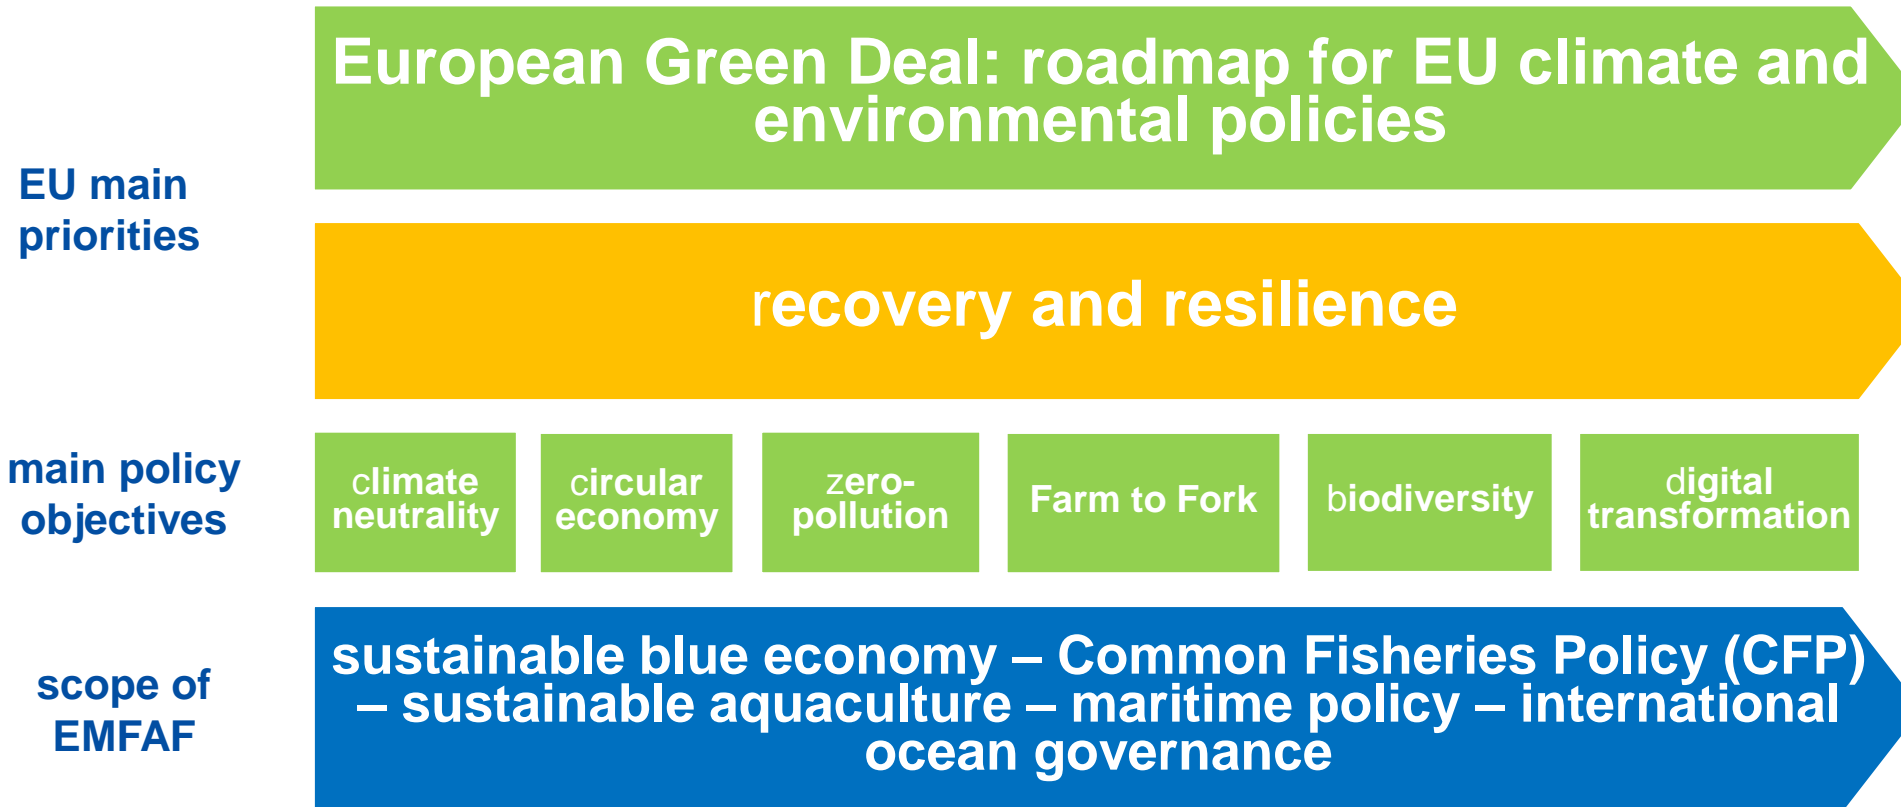 European Green Deal: roadmap for EU climate and
environmental policies
EU main
priorities
recovery and resilience
main policy
objectives
climate
neutrality
circular
economy
zero-
pollution
Farm to Fork
biodiversity
digital
transformation
scope of
EMFAF
sustainable blue economy – Common Fisheries Policy (CFP)
– sustainable aquaculture – maritime policy – international
ocean governance